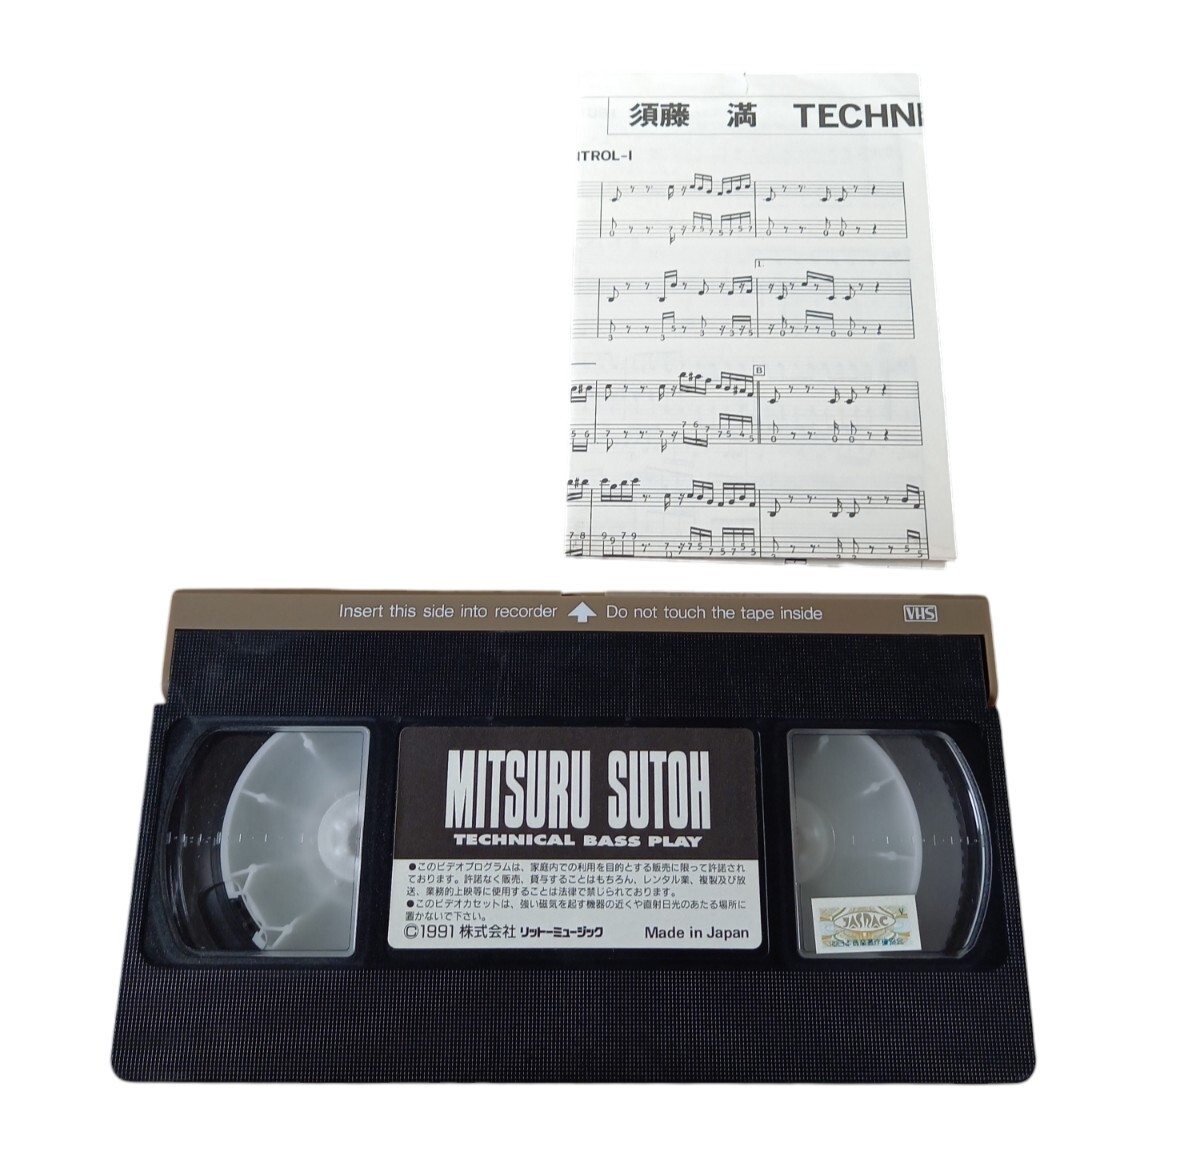 須藤 満 TECHN
ITROL-I
1.
B
Insert this side into recorder Do not touch the tape inside
VHS
MITSURU SUTOH
TECHNICAL BASS PLAY
●このビデオプログラムは、家庭内での利用を目的とする販売に限って許諾され
ております。許諾なく販売、貸与することはもちろん、レンタル業、複製及び放
送、業務的上映等に使用することは法律で禁じられております。
●このビデオカセットは、強い磁気を起す機器の近くや直射日光のあたる場所に
置かないで下さい。
©1991 株式会社 リットーミュージック Made in Japan
JASRAC